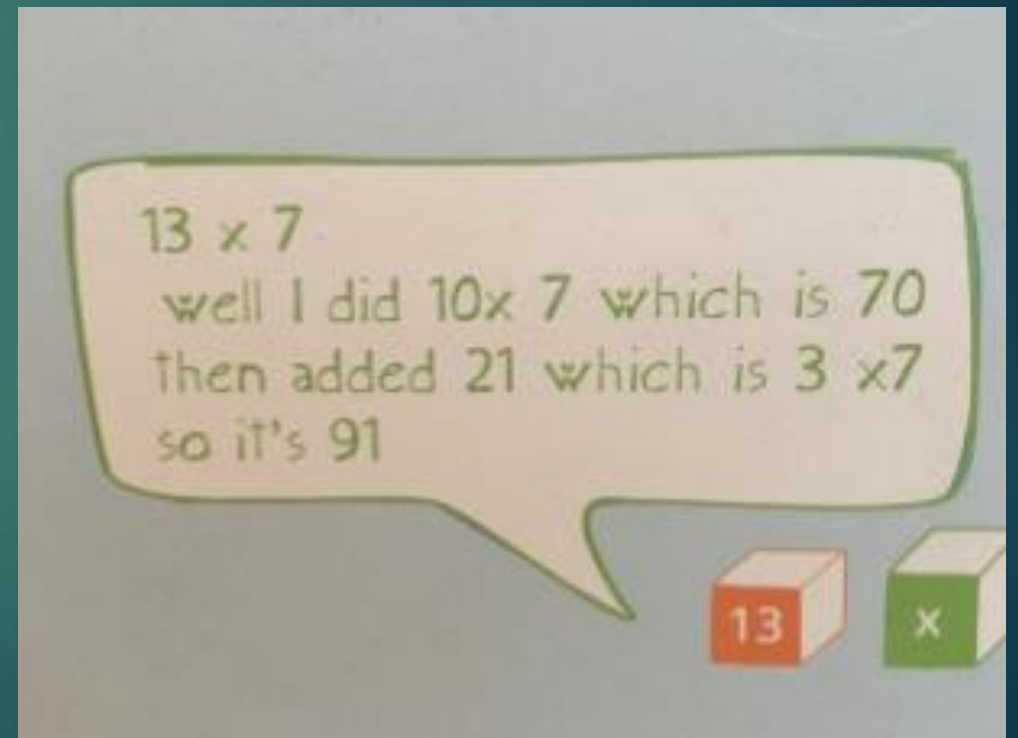 13 x 7
well I did 10x 7 which is 70
then added 21 which is 3 x7
so it's 91
13 x